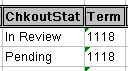 ChkoutStat Term
In Review 1118
Pending 1118